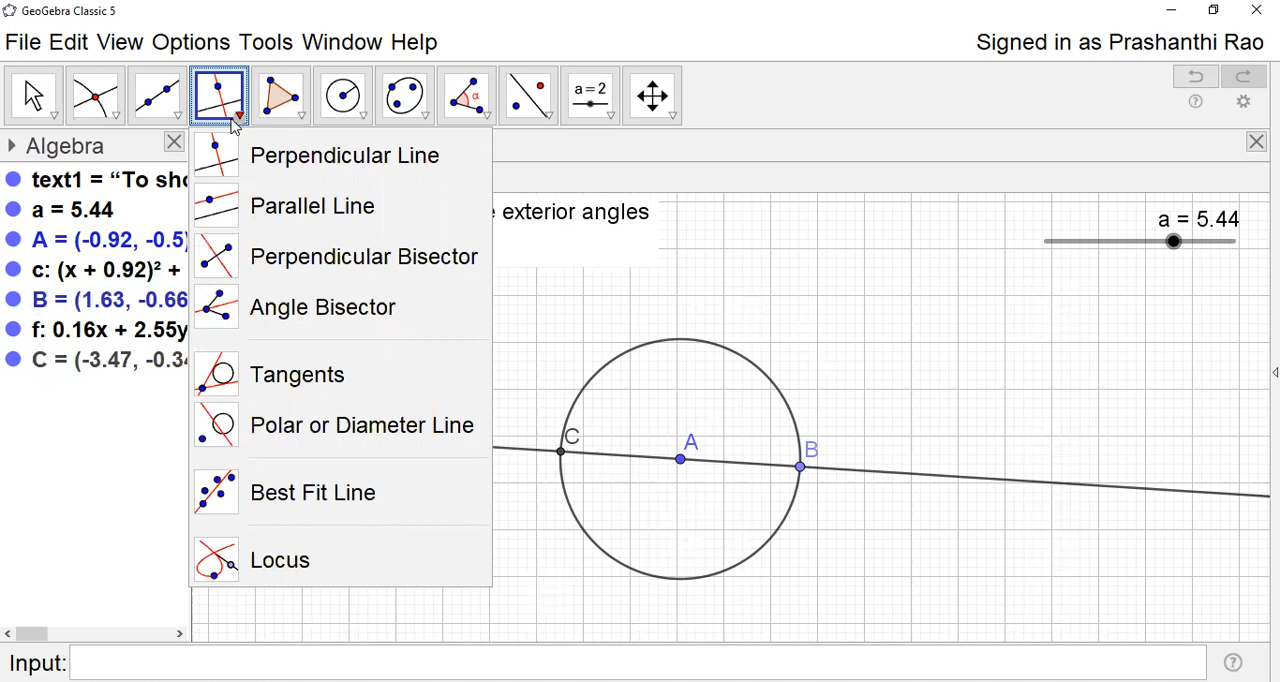 GeoGebra Classic 5
File Edit View Options Tools Window Help
Signed in as Prashanthi Rao
α
a = 2
Algebra
text1 = “To sho
a = 5.44
A = (-0.92, -0.5)
c: (x + 0.92)² +
B = (1.63, -0.66
f: 0.16x + 2.55y
C = (-3.47, -0.34
Perpendicular Line
Parallel Line
Perpendicular Bisector
Angle Bisector
Tangents
Polar or Diameter Line
Best Fit Line
Locus
exterior angles
a = 5.44
C
A
B
Input: